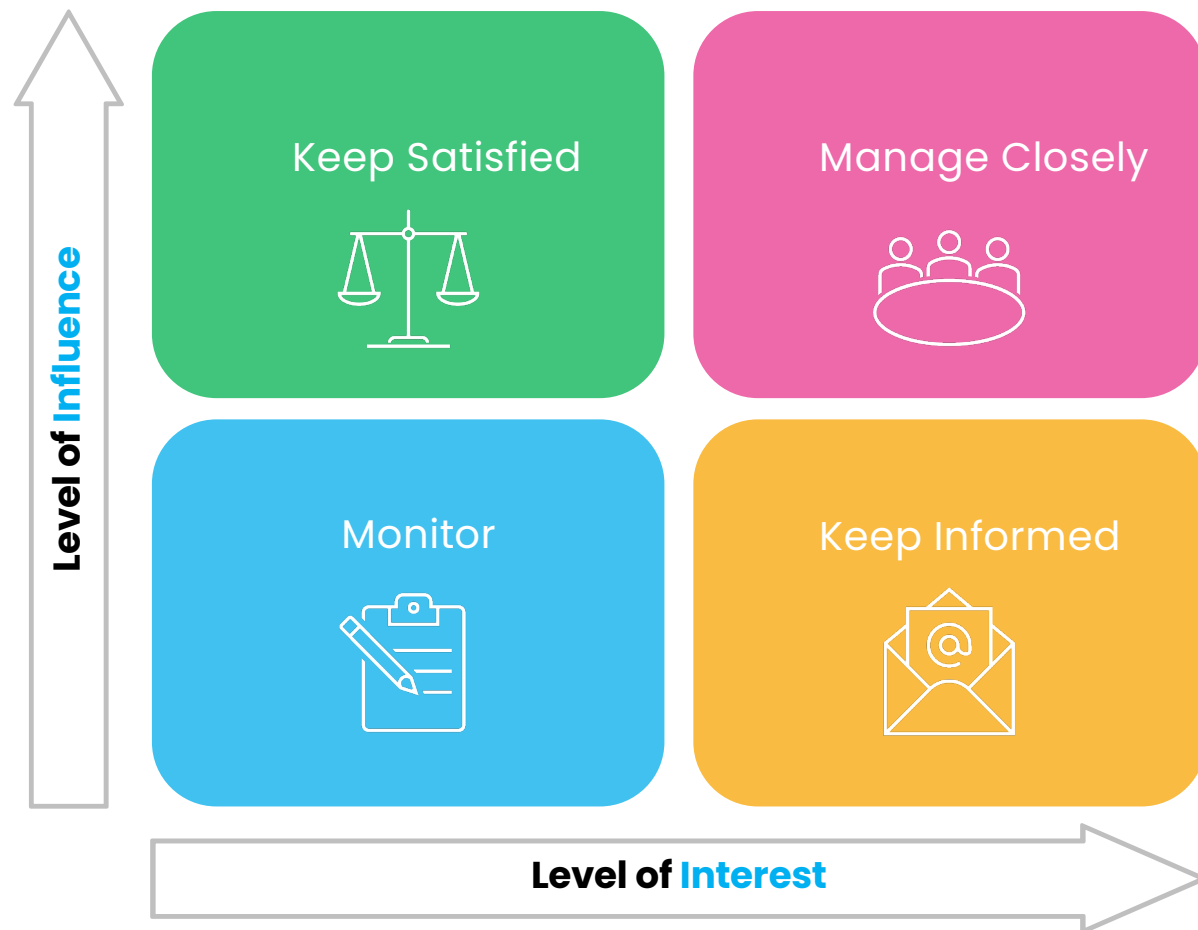 Keep Satisfied
Manage Closely
Level of Influence
Monitor
Keep Informed
@
Level of Interest